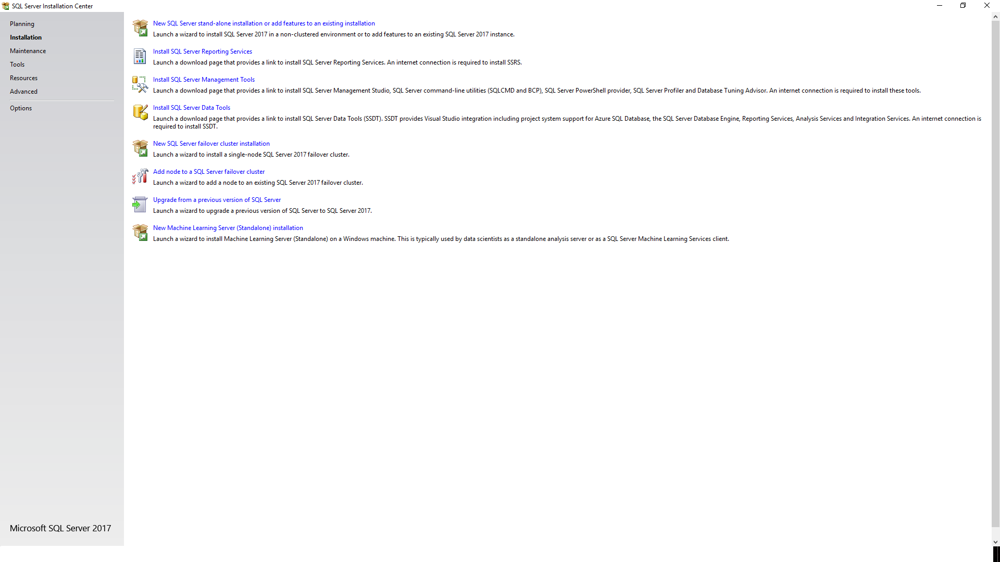 SQL Server Installation Center
Planning
Installation
Maintenance
Tools
Resources
Advanced
Options
New SQL Server stand-alone installation or add features to an existing installation
Launch a wizard to install SQL Server 2017 in a non-clustered environment or to add features to an existing SQL Server 2017 instance.
Install SQL Server Reporting Services
Launch a download page that provides a link to install SQL Server Reporting Services. An internet connection is required to install SSRS.
Install SQL Server Management Tools
Launch a download page that provides a link to install SQL Server Management Studio, SQL Server command-line utilities (SQLCMD and BCP), SQL Server PowerShell provider, SQL Server Profiler and Database Tuning Advisor. An internet connection is required to install these tools.
Install SQL Server Data Tools
Launch a download page that provides a link to install SQL Server Data Tools (SSDT). SSDT provides Visual Studio integration including project system support for Azure SQL Database, the SQL Server Database Engine, Reporting Services, Analysis Services and Integration Services. An internet connection is
required to install SSDT.
New SQL Server failover cluster installation
Launch a wizard to install a single-node SQL Server 2017 failover cluster.
Add node to a SQL Server failover cluster
Launch a wizard to add a node to an existing SQL Server 2017 failover cluster.
Upgrade from a previous version of SQL Server
Launch a wizard to upgrade a previous version of SQL Server to SQL Server 2017.
New Machine Learning Server (Standalone) installation
Launch a wizard to install Machine Learning Server (Standalone) on a Windows machine. This is typically used by data scientists as a standalone analysis server or as a SQL Server Machine Learning Services client.
Microsoft SQL Server 2017